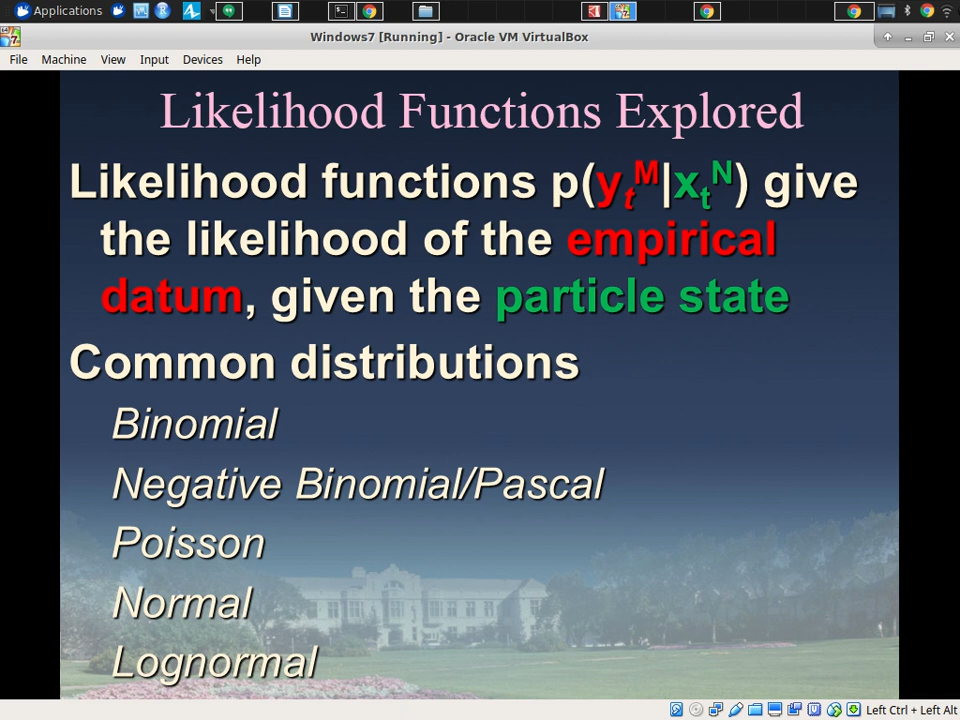 Applications
Windows7 [Running] - Oracle VM VirtualBox
File Machine View Input Devices Help
Likelihood Functions Explored
Likelihood functions p(yₜᴹ|xₜᴺ) give
the likelihood of the empirical
datum, given the particle state
Common distributions
Binomial
Negative Binomial/Pascal
Poisson
Normal
Lognormal
Left Ctrl + Left Alt